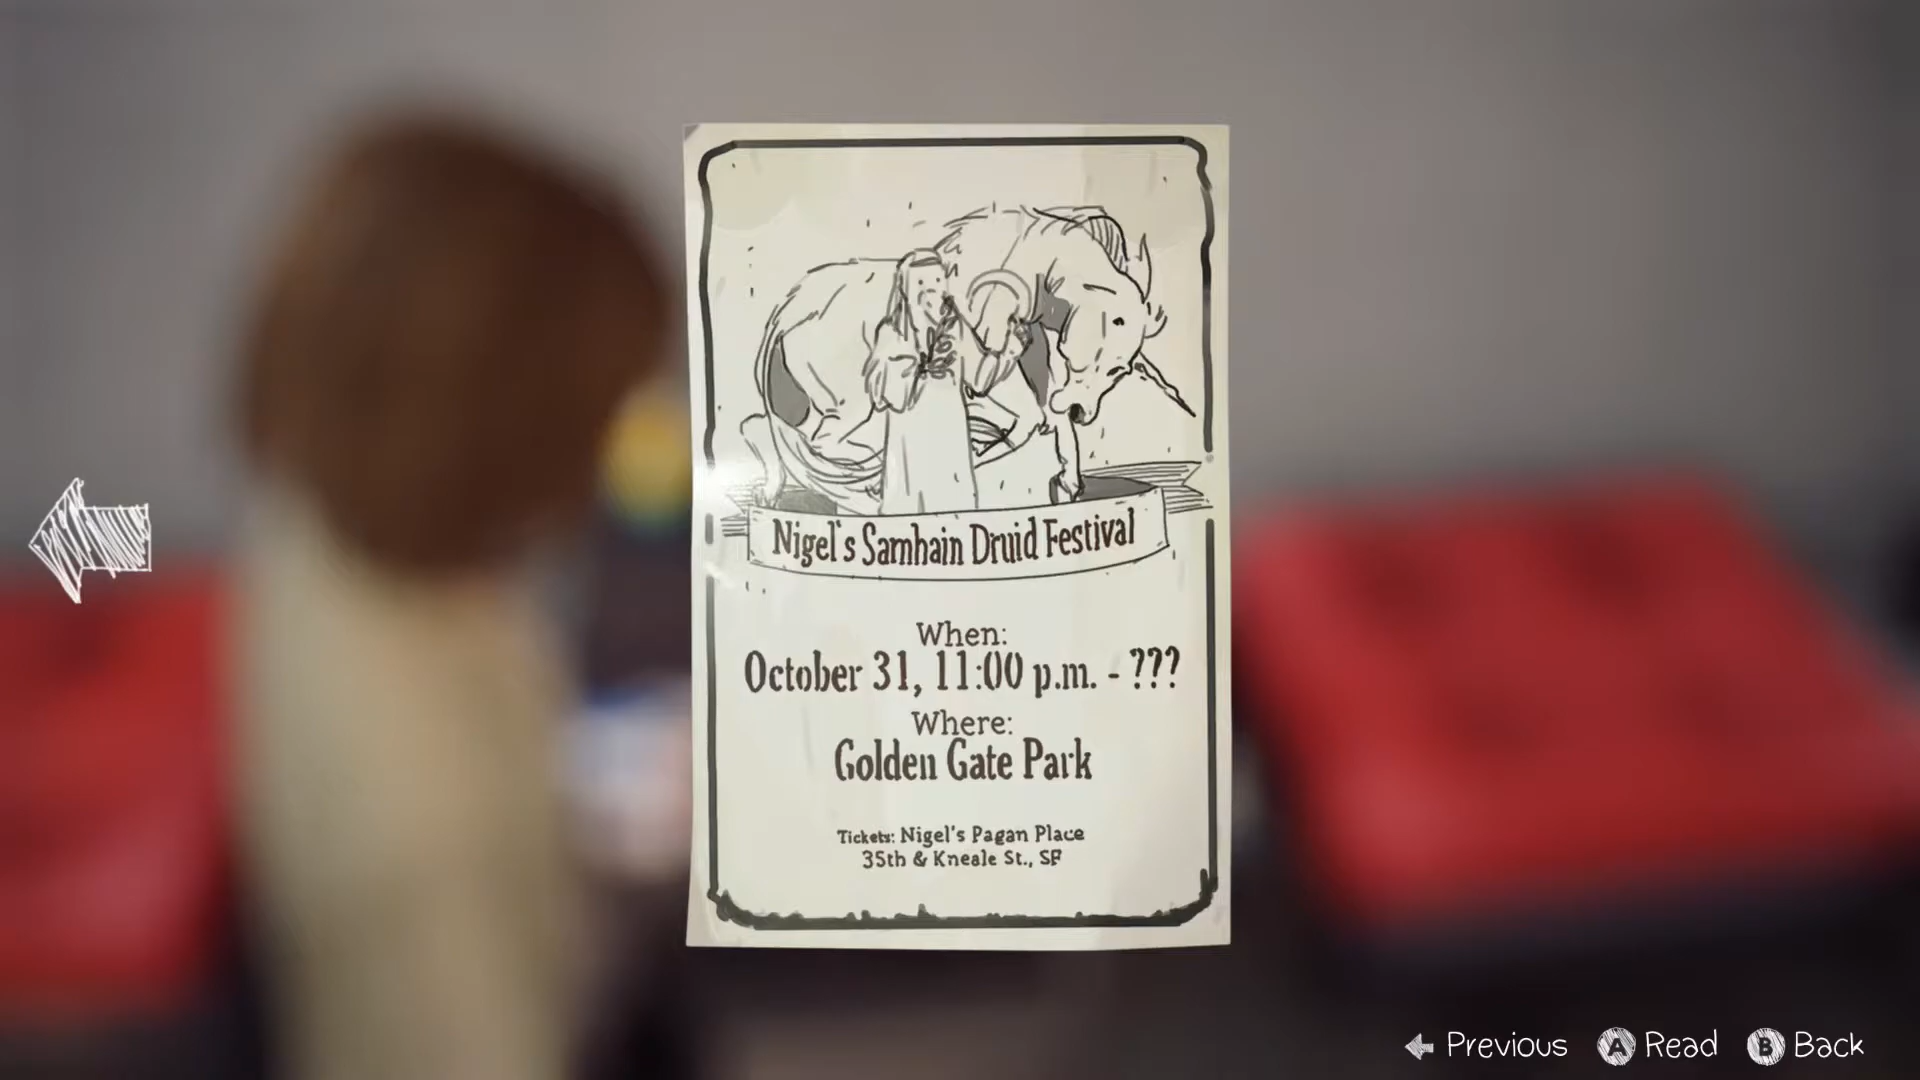 Nigel's Samhain Druid Festival
When:
October 31, 11:00 p.m. - ???
Where:
Golden Gate Park
Tickets: Nigel's Pagan Place
35th & Kneale St., SF
Previous A Read B Back